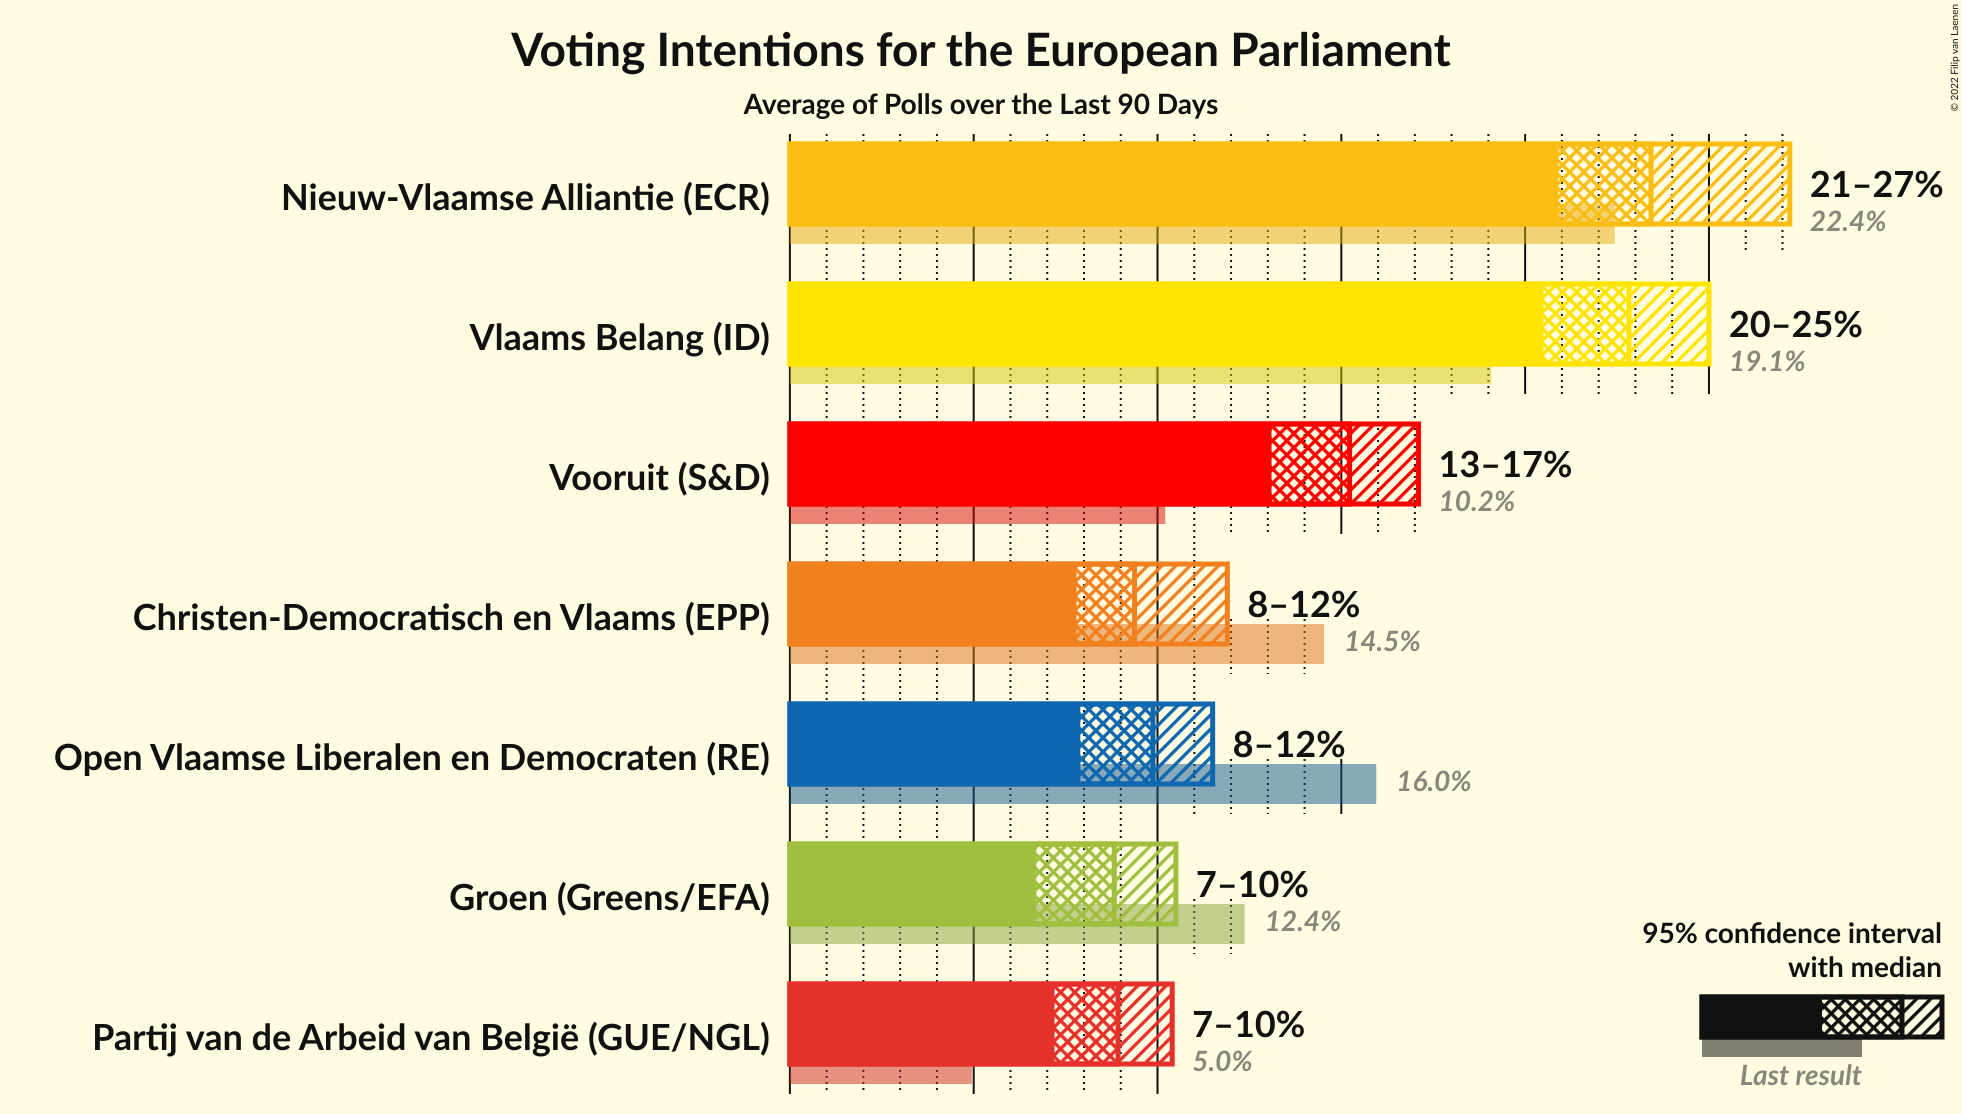 Voting Intentions for the European Parliament
Average of Polls over the Last 90 Days
© 2022 Filip van Laenen
Nieuw-Vlaamse Alliantie (ECR)
21–27%
22.4%
Vlaams Belang (ID)
20–25%
19.1%
Vooruit (S&D)
13–17%
10.2%
Christen-Democratisch en Vlaams (EPP)
8–12%
14.5%
Open Vlaamse Liberalen en Democraten (RE)
8–12%
16.0%
Groen (Greens/EFA)
7–10%
12.4%
Partij van de Arbeid van België (GUE/NGL)
7–10%
5.0%
95% confidence interval
with median
Last result